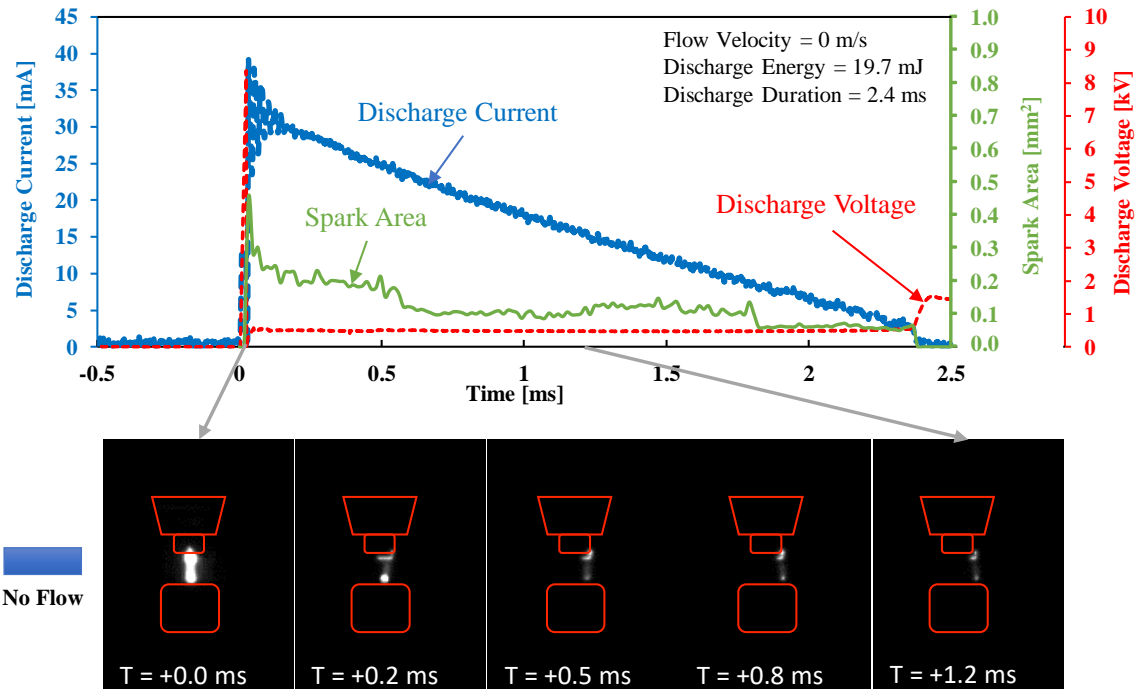 45
40
35
30
25
20
15
10
5
0
Discharge Current [mA]
1.0
0.9
0.8
0.7
0.6
0.5
0.4
0.3
0.2
0.1
0.0
Spark Area [mm²]
10
9
8
7
6
5
4
3
2
1
0
Discharge Voltage [kV]
Flow Velocity = 0 m/s
Discharge Energy = 19.7 mJ
Discharge Duration = 2.4 ms
Discharge Current
Spark Area
Discharge Voltage
-0.5 0 0.5 1 1.5 2 2.5
Time [ms]
No Flow
T = +0.0 ms
T = +0.2 ms
T = +0.5 ms
T = +0.8 ms
T = +1.2 ms